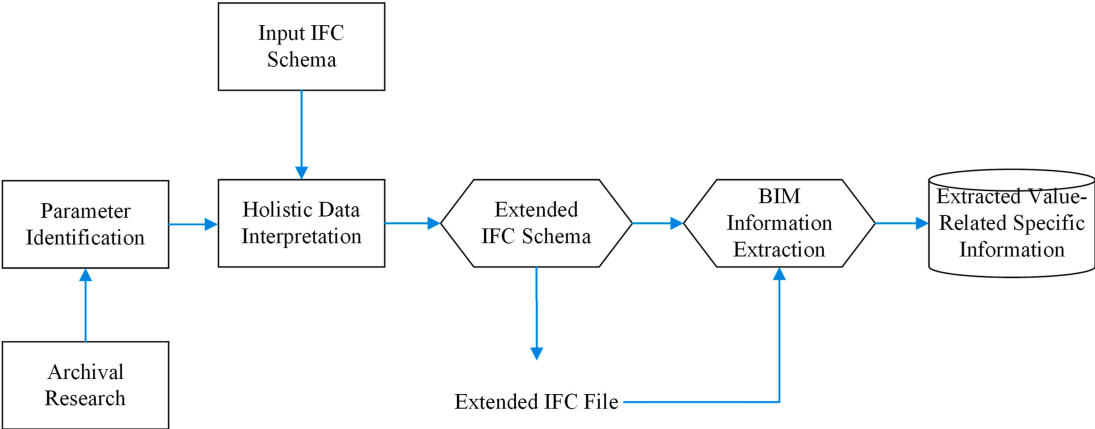 Input IFC
Schema
Parameter
Identification
Holistic Data
Interpretation
Extended
IFC Schema
BIM
Information
Extraction
Extracted Value-
Related Specific
Information
Archival
Research
Extended IFC File